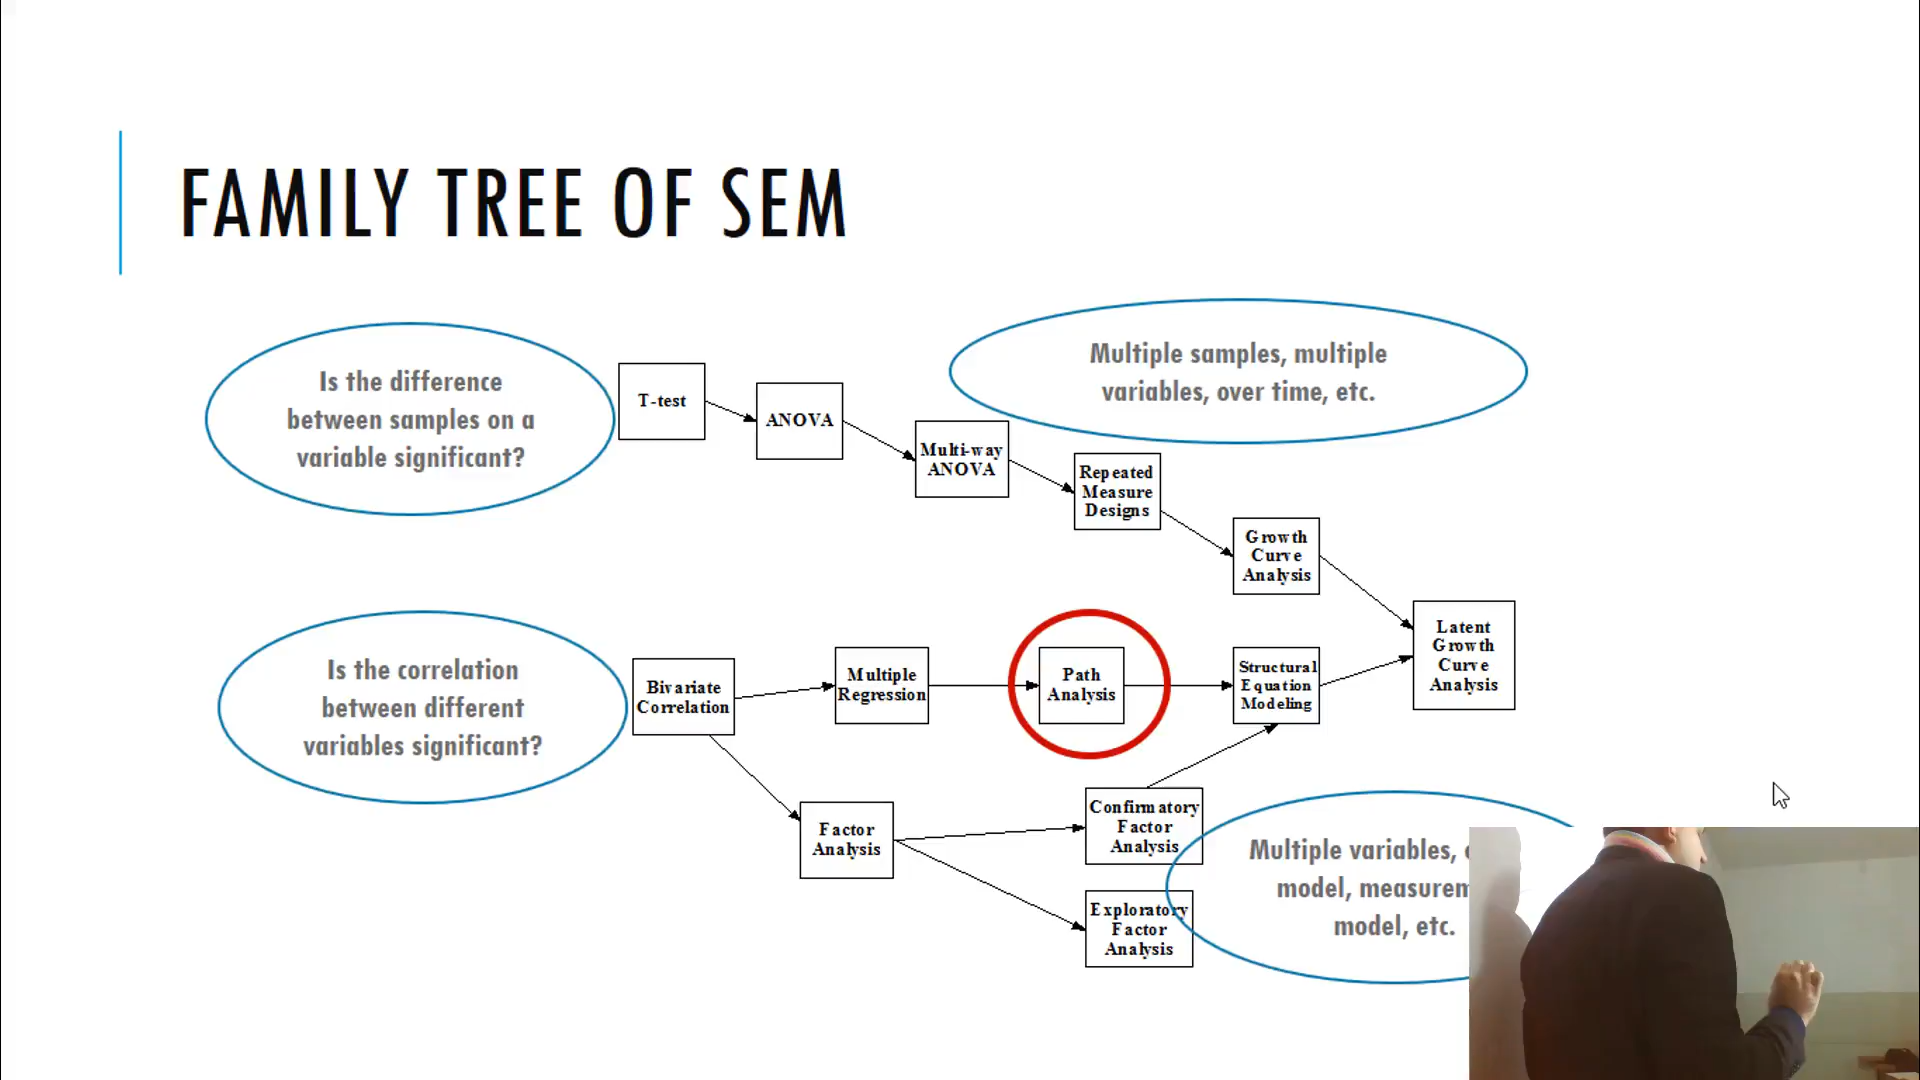 FAMILY TREE OF SEM
Is the difference
between samples on a
variable significant?
T-test
ANOVA
Multi-way
ANOVA
Multiple samples, multiple
variables, over time, etc.
Repeated
Measure
Designs
Growth
Curve
Analysis
Latent
Growth
Curve
Analysis
Is the correlation
between different
variables significant?
Bivariate
Correlation
Multiple
Regression
Path
Analysis
Structural
Equation
Modeling
Factor
Analysis
Confirmatory
Factor
Analysis
Exploratory
Factor
Analysis
Multiple variables,
model,
model, etc.